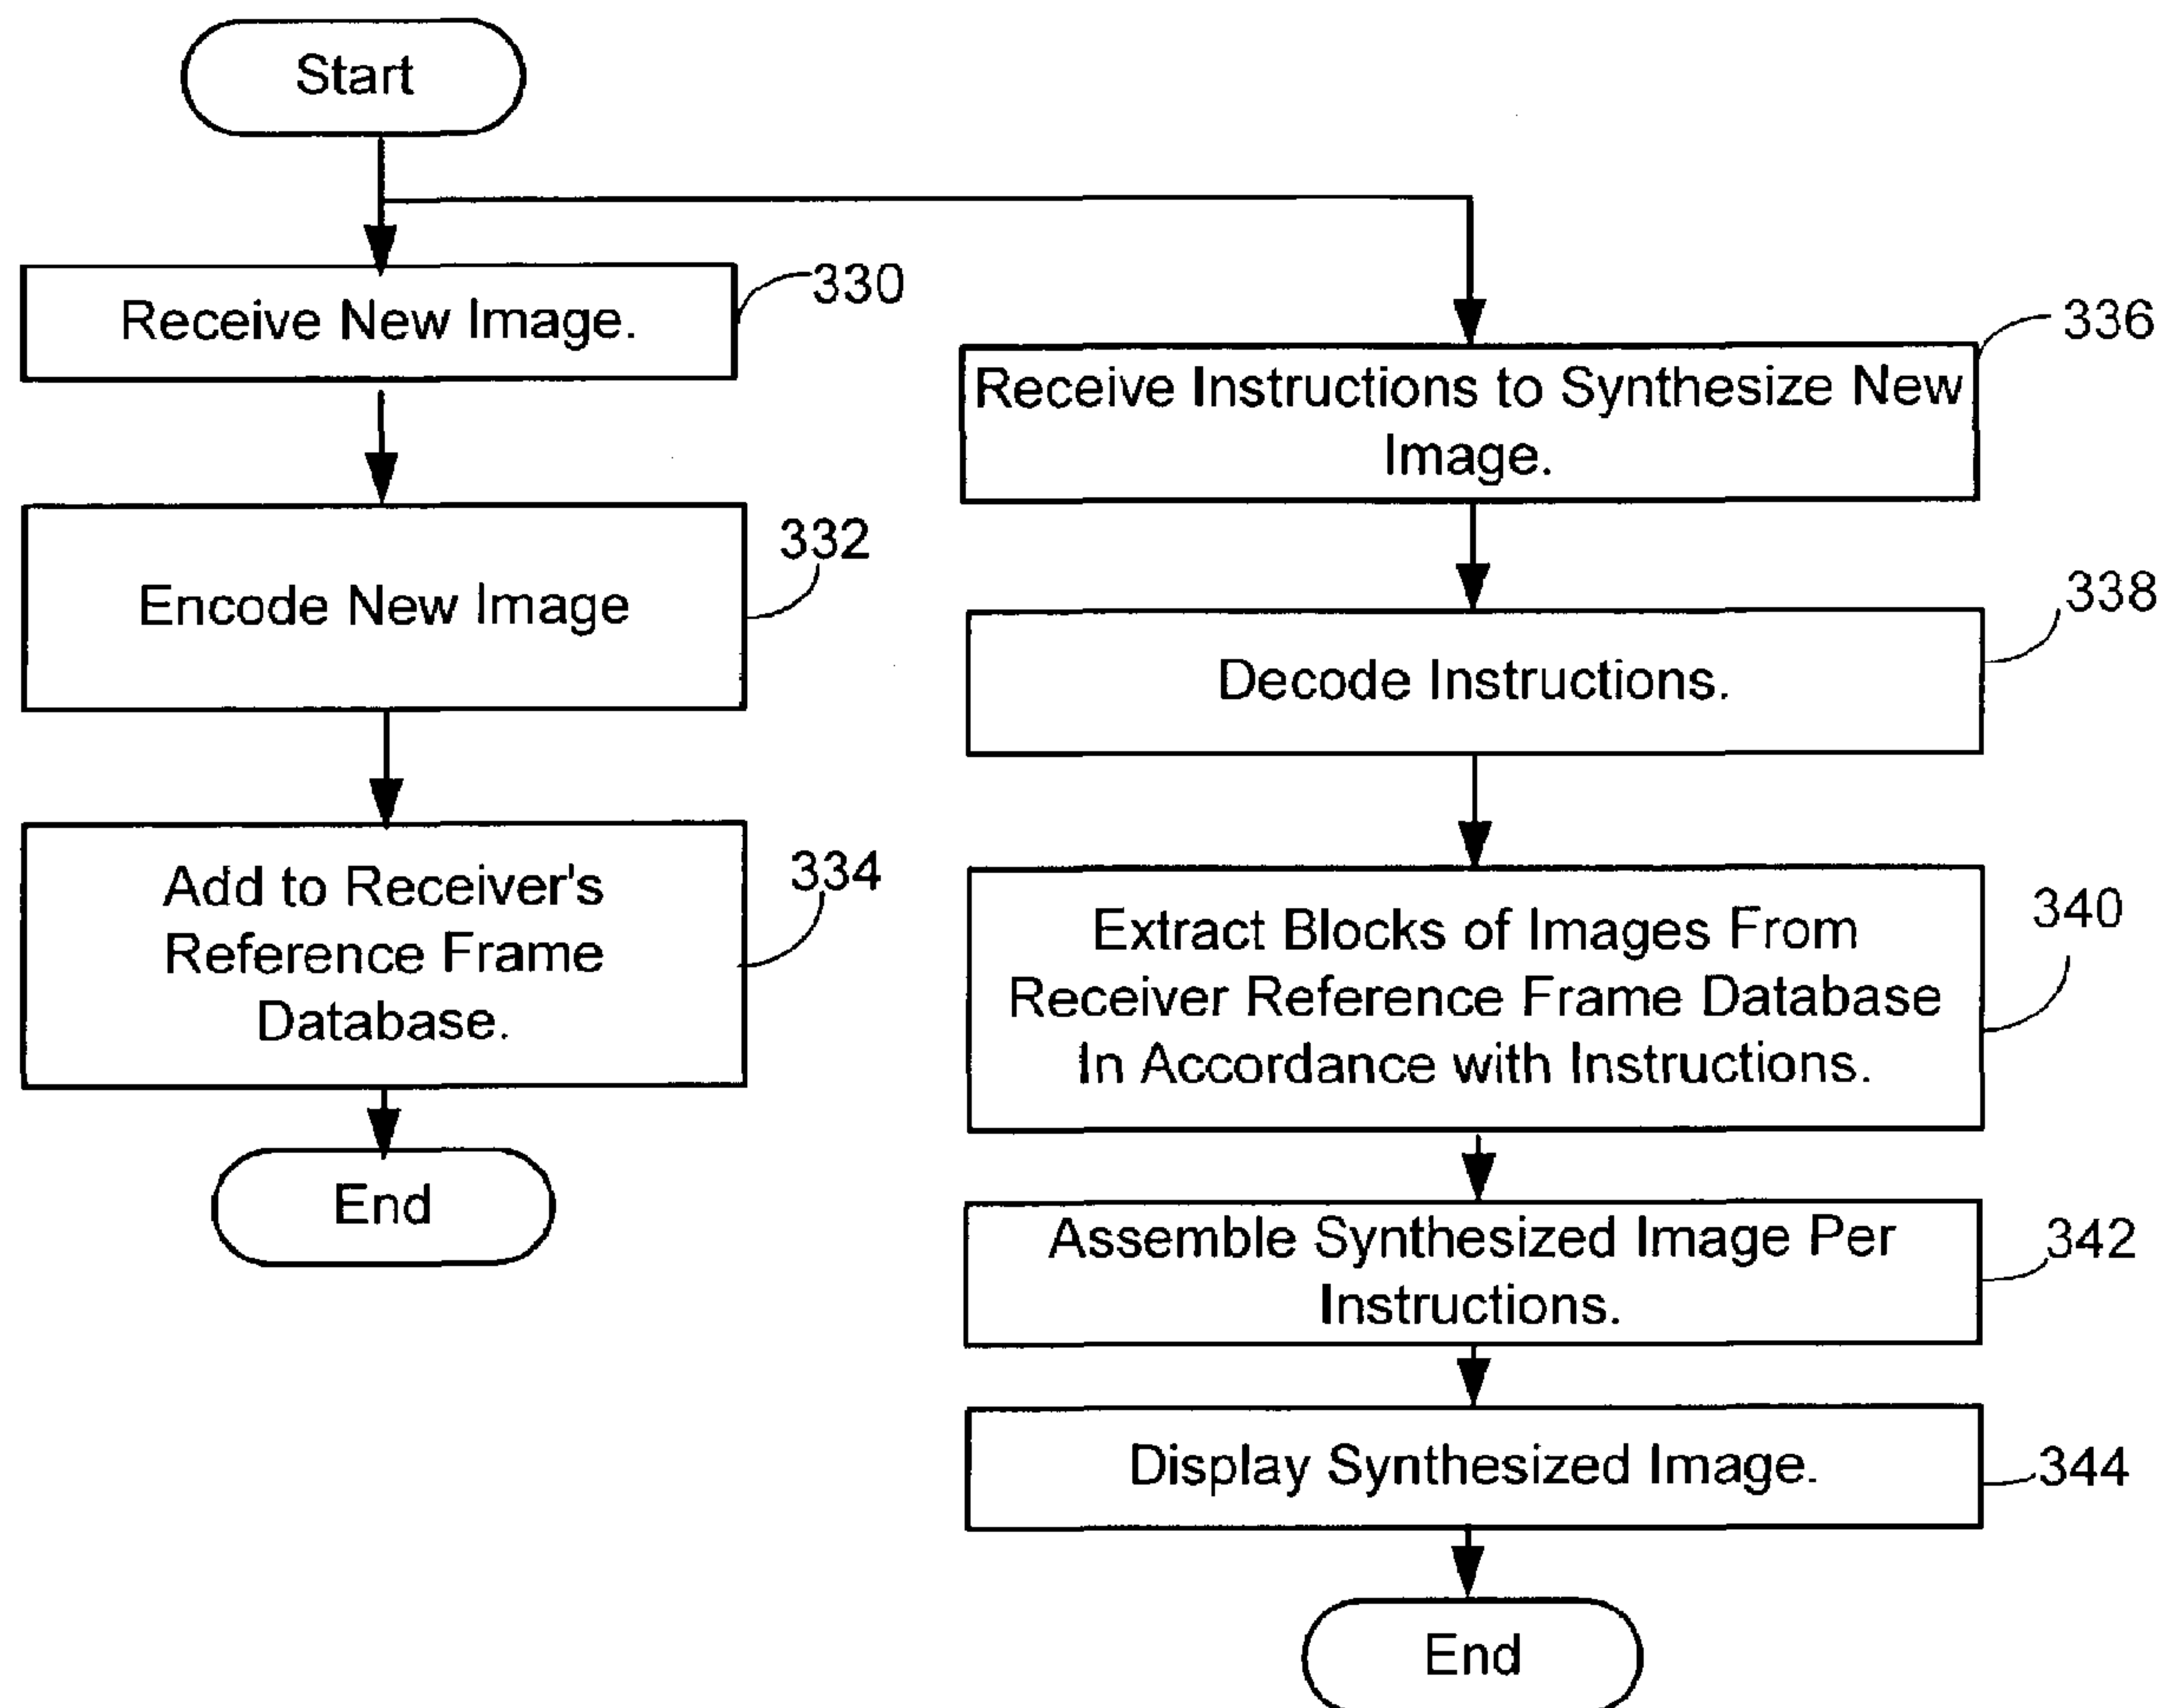 Start
Receive New Image.
330
Encode New Image
332
Add to Receiver's
Reference Frame
Database.
334
End
Receive Instructions to Synthesize New
Image.
336
Decode Instructions.
338
Extract Blocks of Images From
Receiver Reference Frame Database
In Accordance with Instructions.
340
Assemble Synthesized Image Per
Instructions.
342
Display Synthesized Image.
344
End